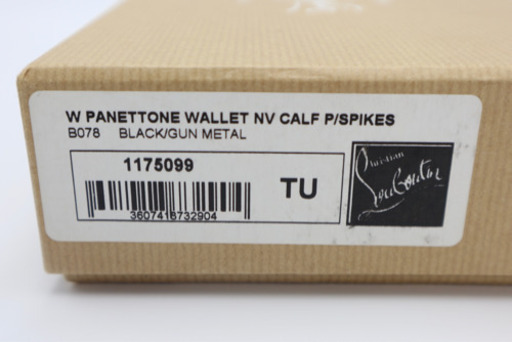 W PANETTONE WALLET NV CALF P/SPIKES
B078 BLACK/GUN METAL
1175099
TU
3607416732904
Christian
Louboutin